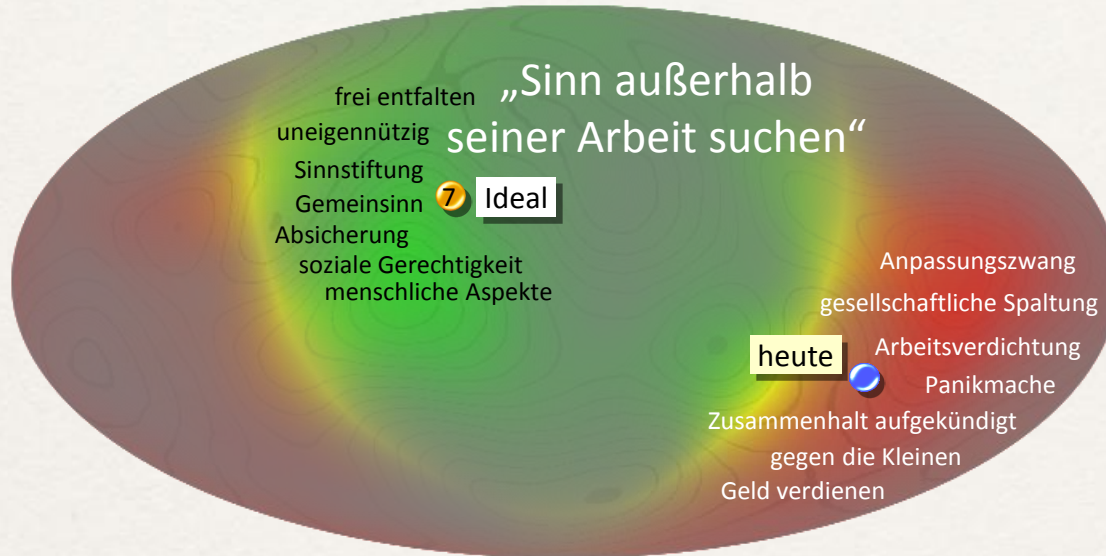 „Sinn außerhalb
seiner Arbeit suchen“
frei entfalten
uneigennützig
Sinnstiftung
Gemeinsinn
7
Ideal
Absicherung
soziale Gerechtigkeit
menschliche Aspekte
Anpassungszwang
gesellschaftliche Spaltung
heute
Arbeitsverdichtung
Panikmache
Zusammenhalt aufgekündigt
gegen die Kleinen
Geld verdienen